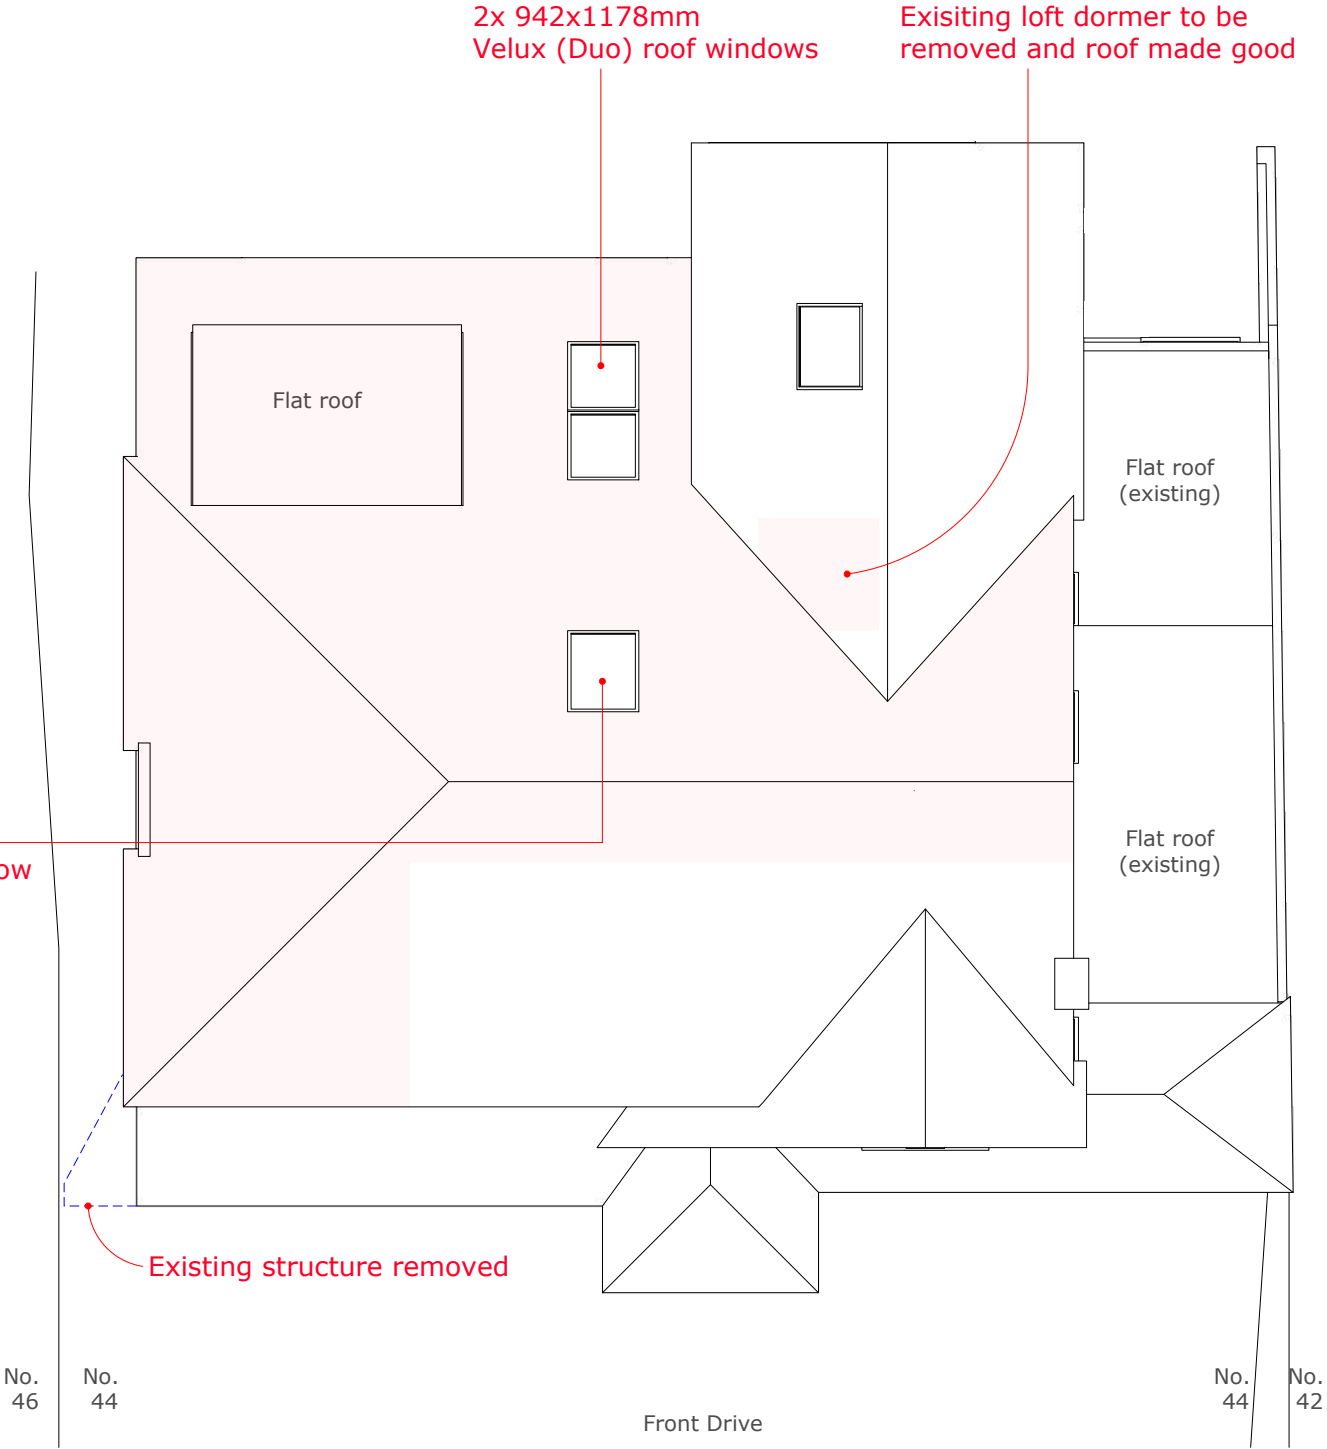 2x 942x1178mm
Velux (Duo) roof windows
Exisiting loft dormer to be
removed and roof made good
Flat roof
Flat roof
(existing)
Flat roof
(existing)
Existing structure removed
No.
46
No.
44
Front Drive
No.
44
No.
42